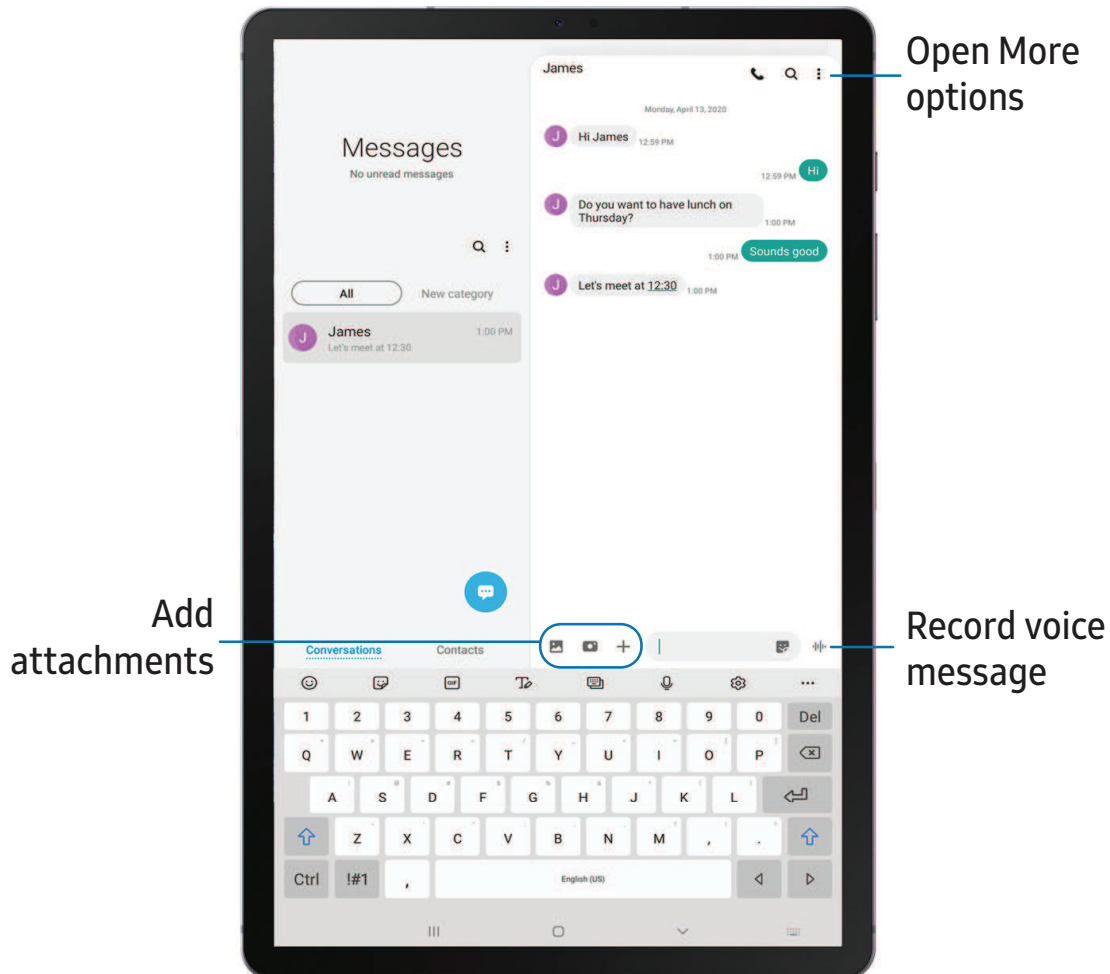 Open More
options
James
Monday, April 13, 2020
J
Hi James
12:59 PM
Messages
No unread messages
12:59 PM
Hi
J
Do you want to have lunch on
Thursday?
1:00 PM
1:00 PM
Sounds good
All
New category
J
Let's meet at 12:30
1:00 PM
J
James
1:00 PM
Let's meet at 12:30
Add
attachments
Record voice
message
Conversations
Contacts
GIF
T
1 2 3 4 5 6 7 8 9 0 Del
Q W E R T Y U I O P
A S D F G H J K L
Z X C V B N M , .
Ctrl !#1 , English (US)